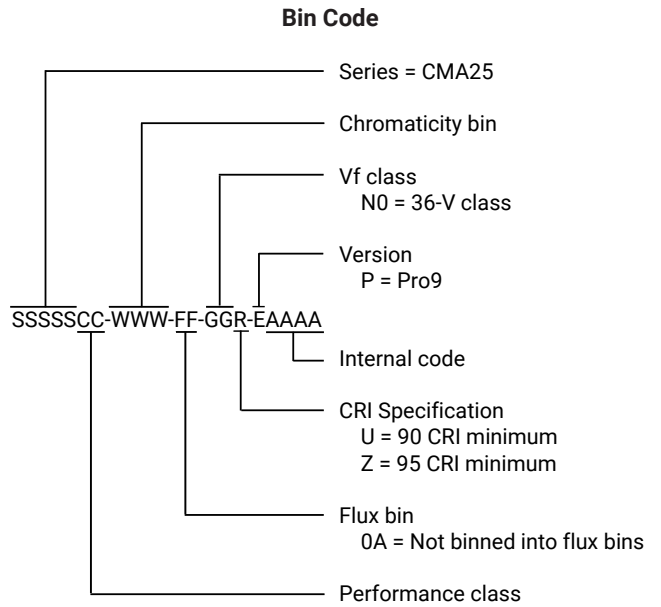 Bin Code
Series = CMA25
Chromaticity bin
Vf class
N0 = 36-V class
Version
P = Pro9
SSSSSCC-WWW-FF-GGR-EAAAA
Internal code
CRI Specification
U = 90 CRI minimum
Z = 95 CRI minimum
Flux bin
0A = Not binned into flux bins
Performance class